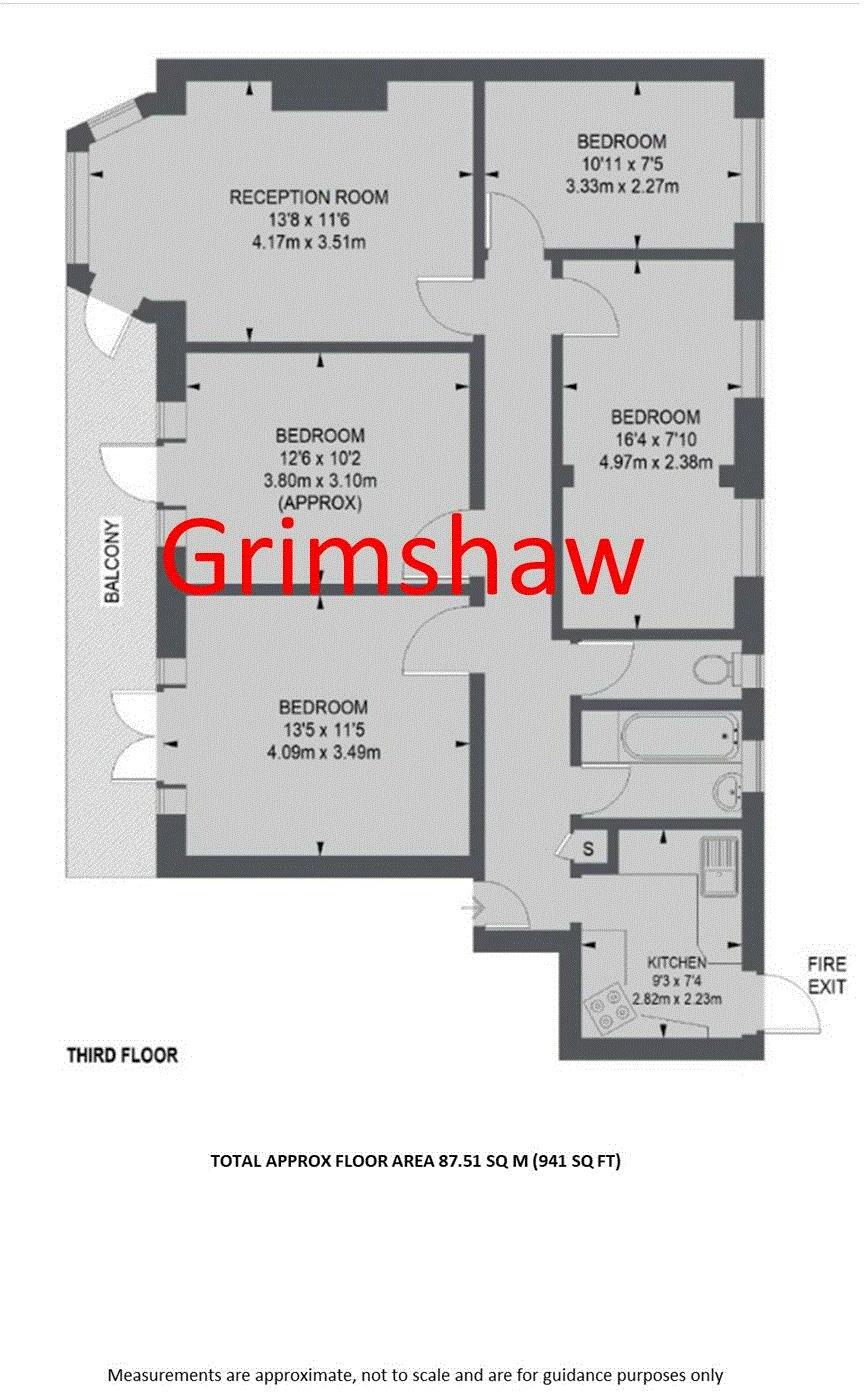 RECEPTION ROOM
13'8 x 11'6
4.17m x 3.51m
BEDROOM
10'11 x 7'5
3.33m x 2.27m
BEDROOM
12'6 x 10'2
3.80m x 3.10m
(APPROX)
BEDROOM
16'4 x 7'10
4.97m x 2.38m
BALCONY
Grimshaw
BEDROOM
13'5 x 11'5
4.09m x 3.49m
S
KITCHEN
9'3 x 7'4
2.82m x 2.23m
FIRE
EXIT
THIRD FLOOR
TOTAL APPROX FLOOR AREA 87.51 SQ M (941 SQ FT)
Measurements are approximate, not to scale and are for guidance purposes only